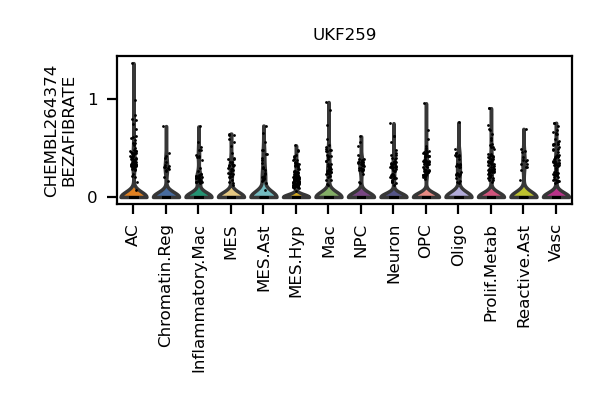 UKF259
CHEMBL264374
BEZAFIBRATE
1
0
AC
Chromatin.Reg
Inflammatory.Mac
MES
MES.Ast
MES.Hyp
Mac
NPC
Neuron
OPC
Oligo
Prolif.Metab
Reactive.Ast
Vasc